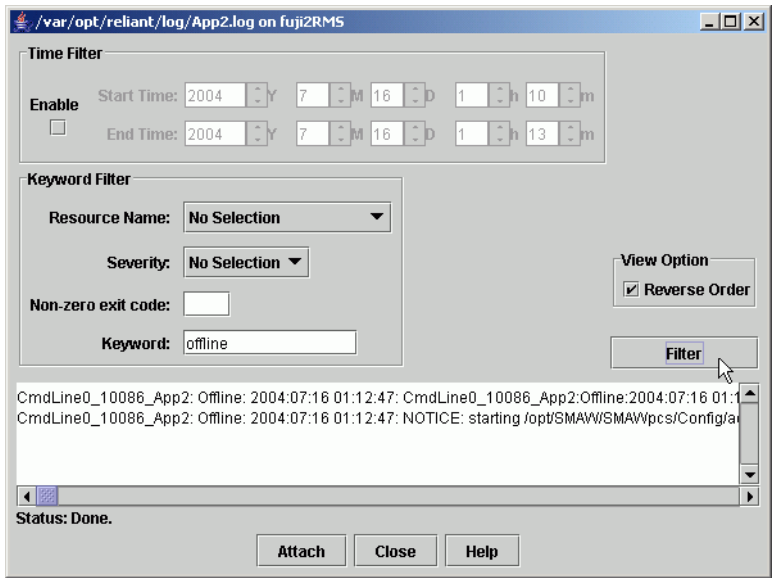 /var/opt/reliant/log/App2.log on fuji2RMS
Time Filter
Enable
Start Time: 2004 Y 7 M 16 D 1 h 10 m
End Time: 2004 Y 7 M 16 D 1 h 13 m
Keyword Filter
Resource Name: No Selection
Severity: No Selection
Non-zero exit code:
Keyword: offline
View Option
Reverse Order
Filter
CmdLine0_10086_App2: Offline: 2004:07:16 01:12:47: CmdLine0_10086_App2:Offline:2004:07:16 01:1
CmdLine0_10086_App2: Offline: 2004:07:16 01:12:47: NOTICE: starting /opt/SMAW/SMAWpcs/Config/a
Status: Done.
Attach Close Help